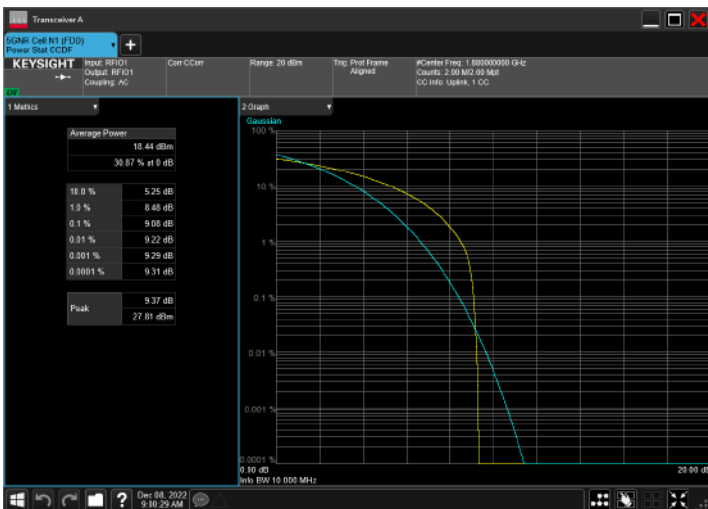 Transceiver A
5GNR Cell N1 (FDD)
Power Stat CCDF
KEYSIGHT
Input: RFIO1
Output: RFIO1
Coupling: AC
Corr CCorr
Range: 20 dBm
Trig: Prot Frame
Aligned
#Center Freq: 1.800000000 GHz
Counts: 2.00 M/2.00 Mpt
CC Info: Uplink, 1 CC
1 Metrics
Average Power
18.44 dBm
30.87 % at 0 dB
10.0 % 5.25 dB
1.0 % 8.48 dB
0.1 % 9.08 dB
0.01 % 9.22 dB
0.001 % 9.29 dB
0.0001 % 9.31 dB
Peak
9.37 dB
27.81 dBm
2 Graph
Gaussian
100 %
10 %
1 %
0.1 %
0.01 %
0.001 %
0.0001 %
0.00 dB
20.00 dB
Info BW 10.000 MHz
Dec 08, 2022
9:10:29 AM